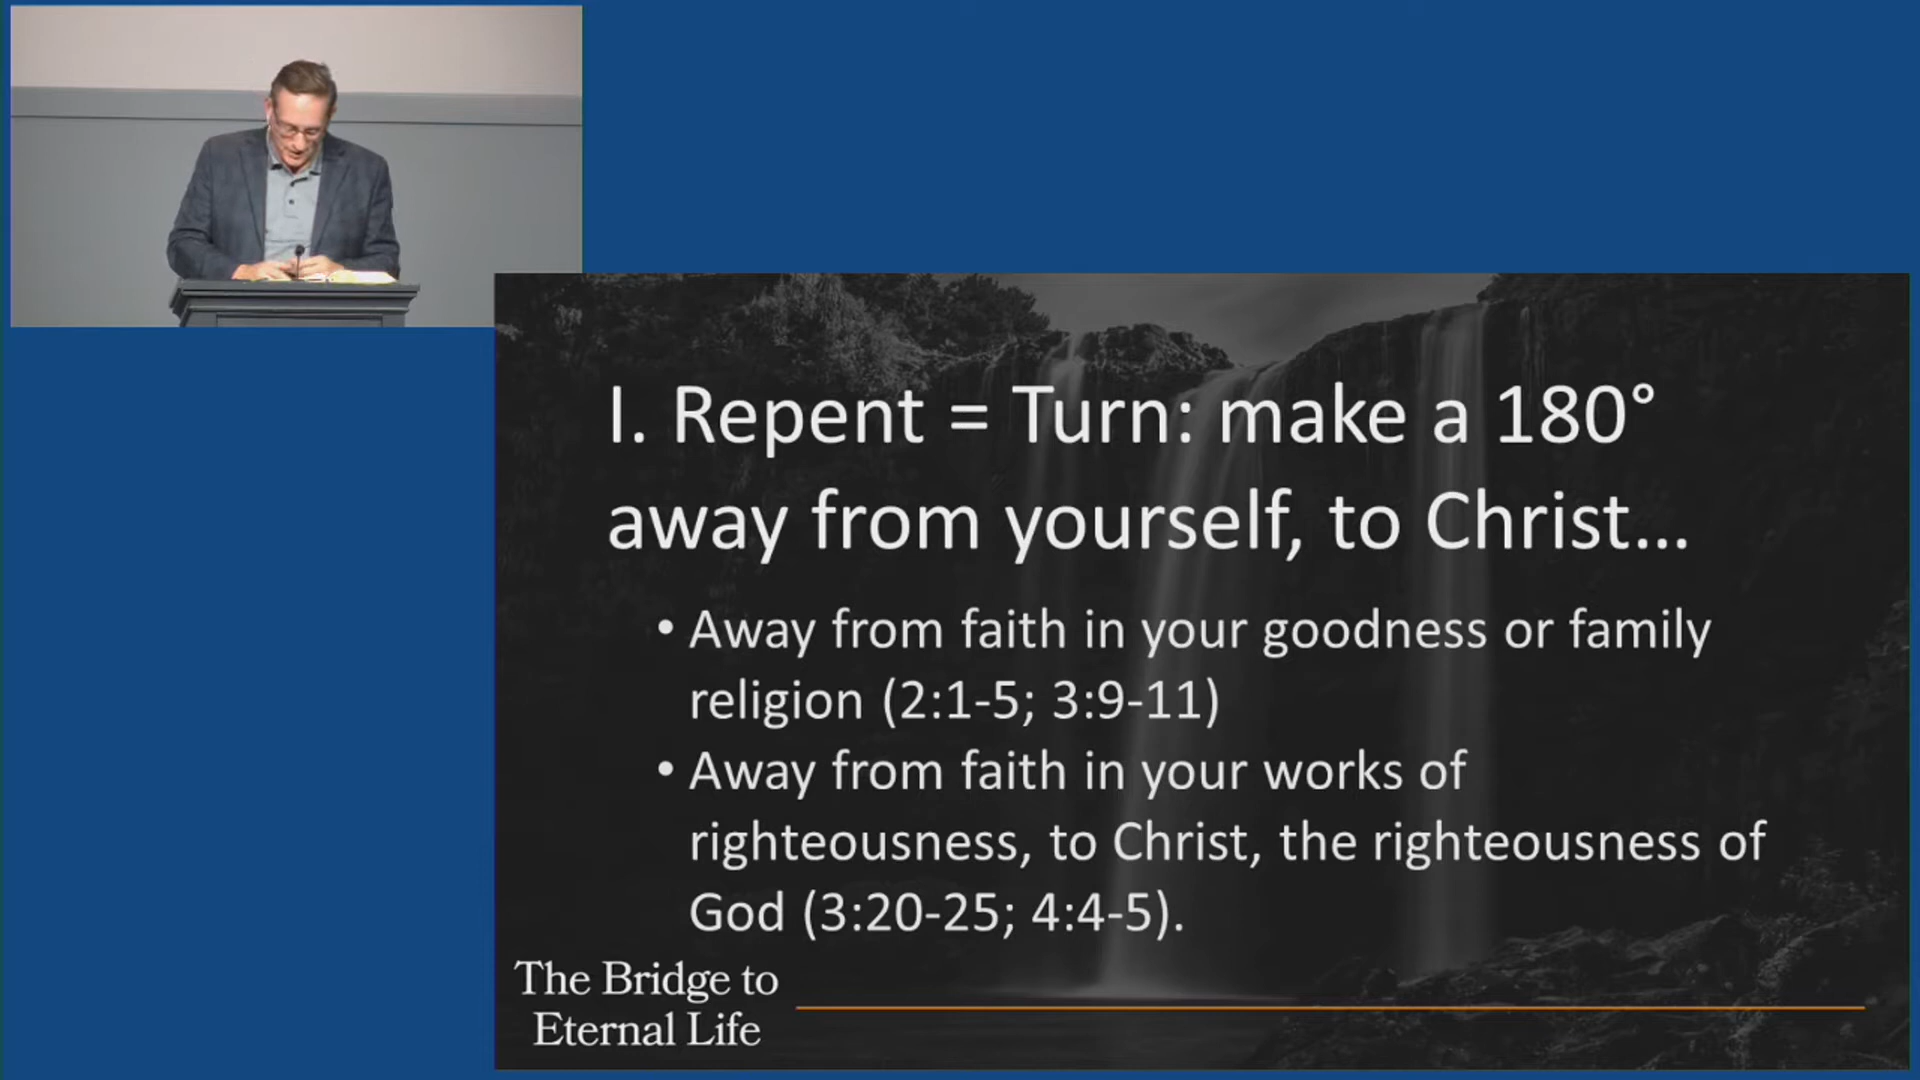 I. Repent = Turn: make a 180°
away from yourself, to Christ...
• Away from faith in your goodness or family
religion (2:1-5; 3:9-11)
• Away from faith in your works of
righteousness, to Christ, the righteousness of
God (3:20-25; 4:4-5).
The Bridge to
Eternal Life